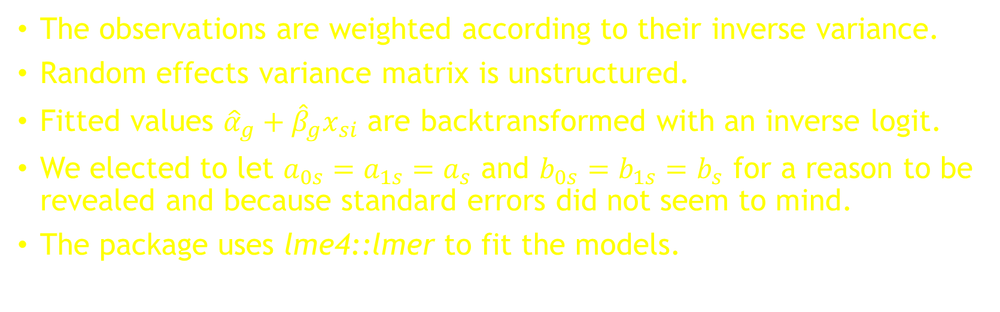 • The observations are weighted according to their inverse variance.
• Random effects variance matrix is unstructured.
• Fitted values $\hat{\alpha}_g + \hat{\beta}_g x_{si}$ are backtransformed with an inverse logit.
• We elected to let $a_{0s} = a_{1s} = a_s$ and $b_{0s} = b_{1s} = b_s$ for a reason to be
revealed and because standard errors did not seem to mind.
• The package uses lme4::lmer to fit the models.